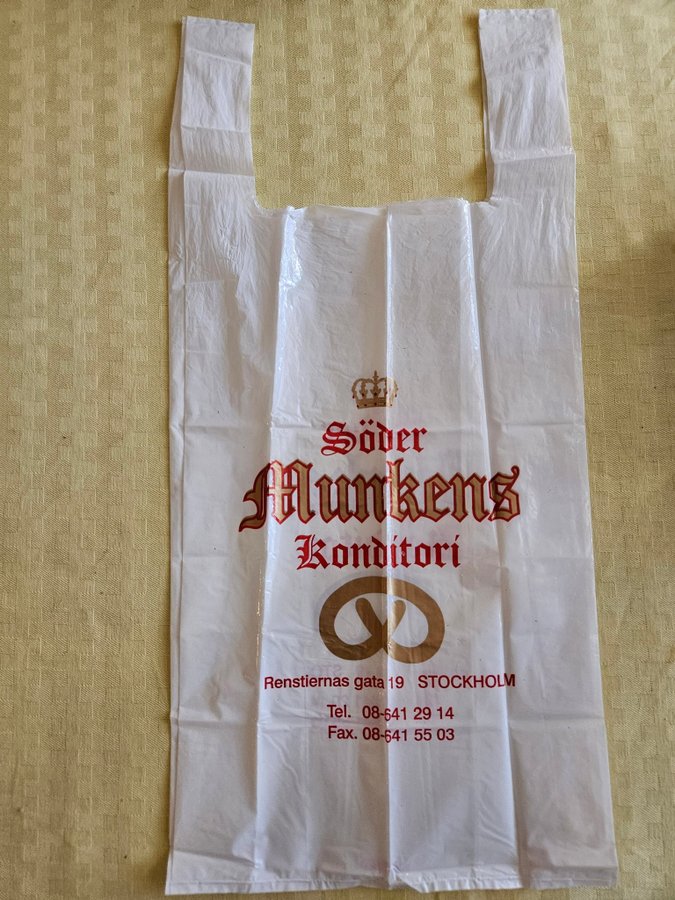 Söder
Munkens
Konditori
Renstiernas gata 19 STOCKHOLM
Tel. 08-641 29 14
Fax. 08-641 55 03